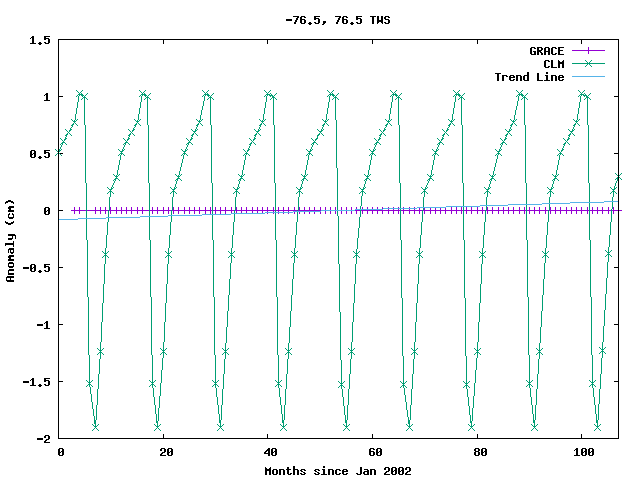 -76.5, 76.5 TWS
GRACE
CLM
Trend Line
1.5
1
0.5
0
-0.5
-1
-1.5
-2
Anomaly (cm)
0 20 40 60 80 100
Months since Jan 2002